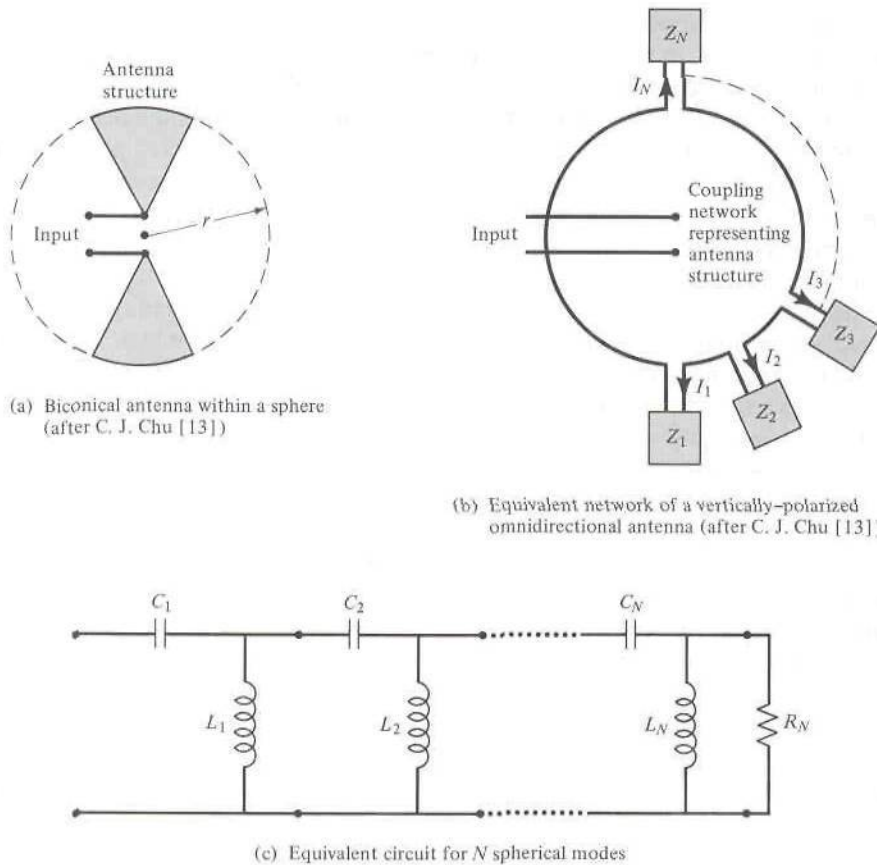 Antenna
structure
Input
r
(a) Biconical antenna within a sphere
(after C. J. Chu [13])
Z_N
I_N
Input
Coupling
network
representing
antenna
structure
I_3
Z_3
I_2
Z_2
I_1
Z_1
(b) Equivalent network of a vertically-polarized
omnidirectional antenna (after C. J. Chu [13]
C_1
C_2
C_N
L_1
L_2
L_N
R_N
(c) Equivalent circuit for N spherical modes